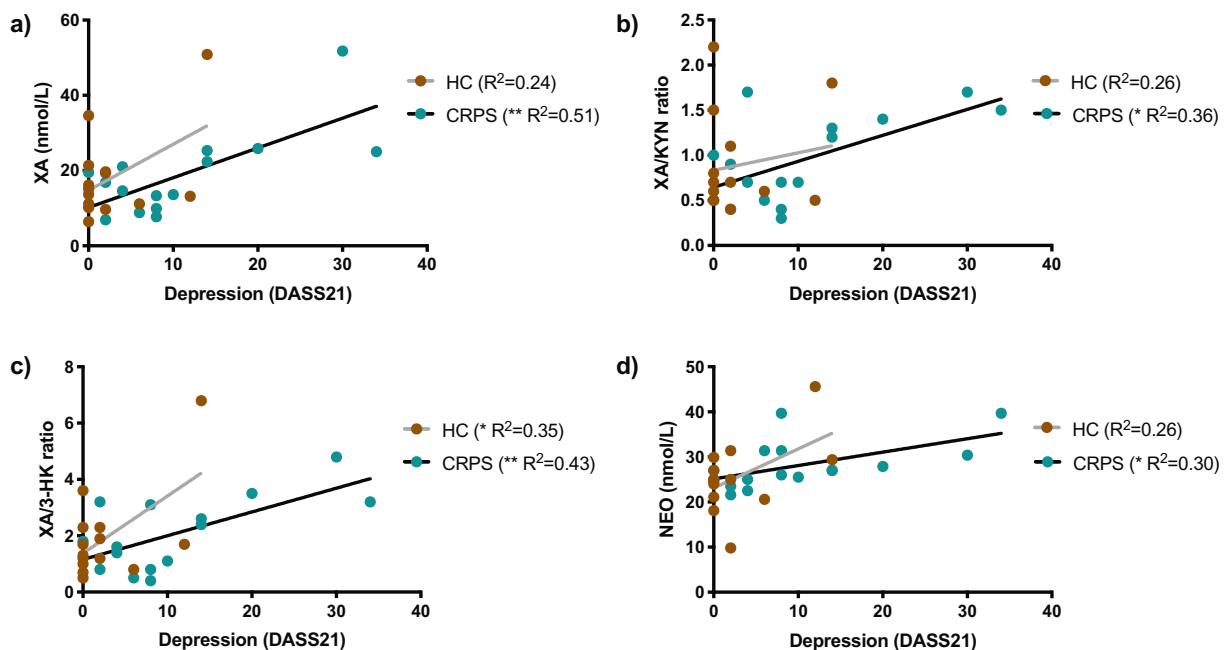 a)
XA (nmol/L)
60
40
20
0
0 10 20 30 40
Depression (DASS21)
HC (R²=0.24)
CRPS (** R²=0.51)
b)
XA/KYN ratio
2.5
2.0
1.5
1.0
0.5
0.0
0 10 20 30 40
Depression (DASS21)
HC (R²=0.26)
CRPS (* R²=0.36)
c)
XA/3-HK ratio
8
6
4
2
0
0 10 20 30 40
Depression (DASS21)
HC (* R²=0.35)
CRPS (** R²=0.43)
d)
NEO (nmol/L)
50
40
30
20
10
0
0 10 20 30 40
Depression (DASS21)
HC (R²=0.26)
CRPS (* R²=0.30)